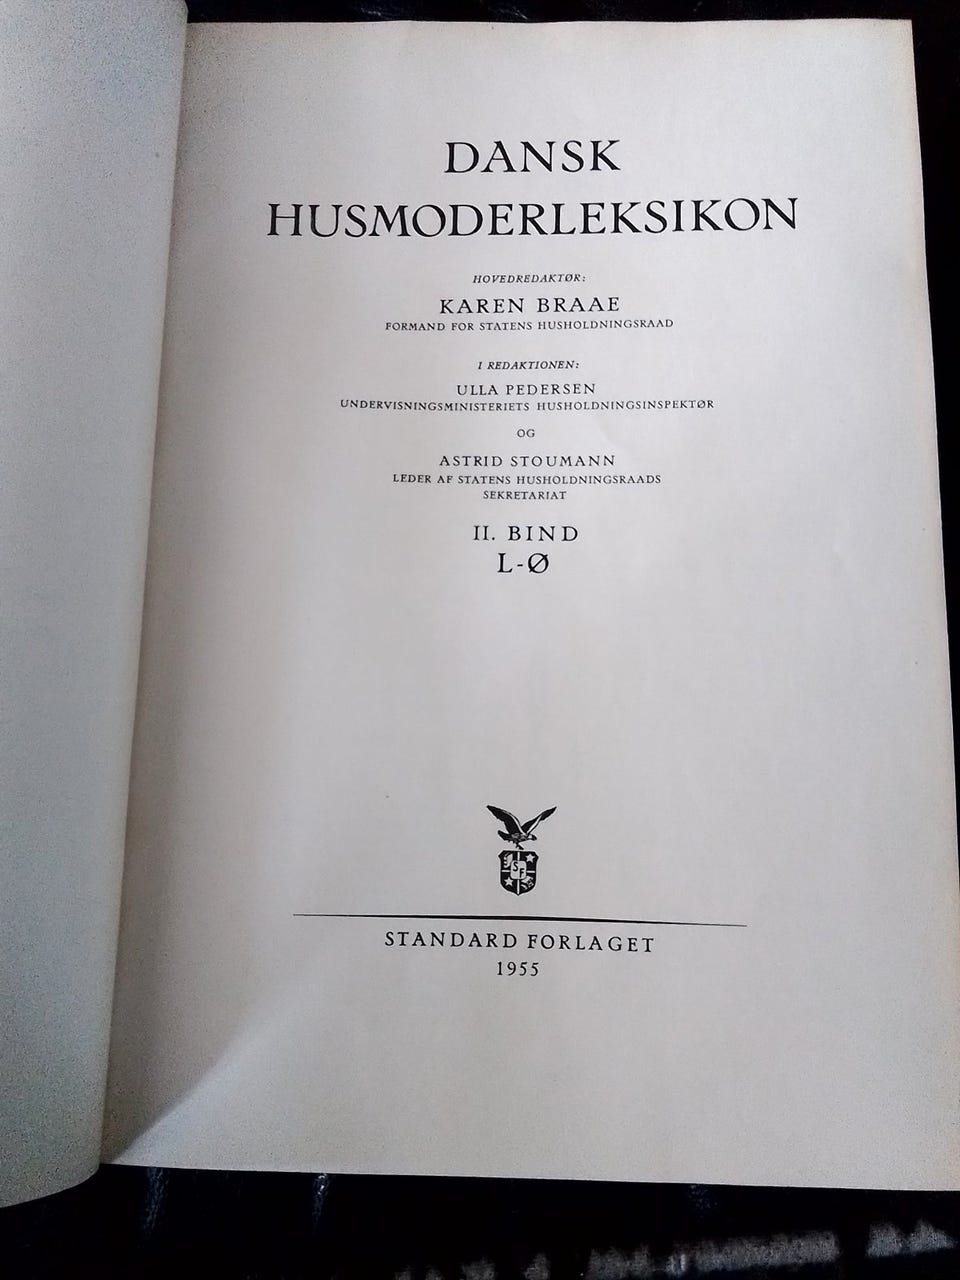 DANSK
HUSMODERLEKSIKON
HOVEDREDAKTØR:
KAREN BRAAE
FORMAND FOR STATENS HUSHOLDNINGSRAAD
I REDAKTIONEN:
ULLA PEDERSEN
UNDERVISNINGSMINISTERIETS HUSHOLDNINGSINSPEKTØR
OG
ASTRID STOUMANN
LEDER AF STATENS HUSHOLDNINGSRAADS
SEKRETARIAT
II. BIND
L-Ø
SF
STANDARD FORLAGET
1955